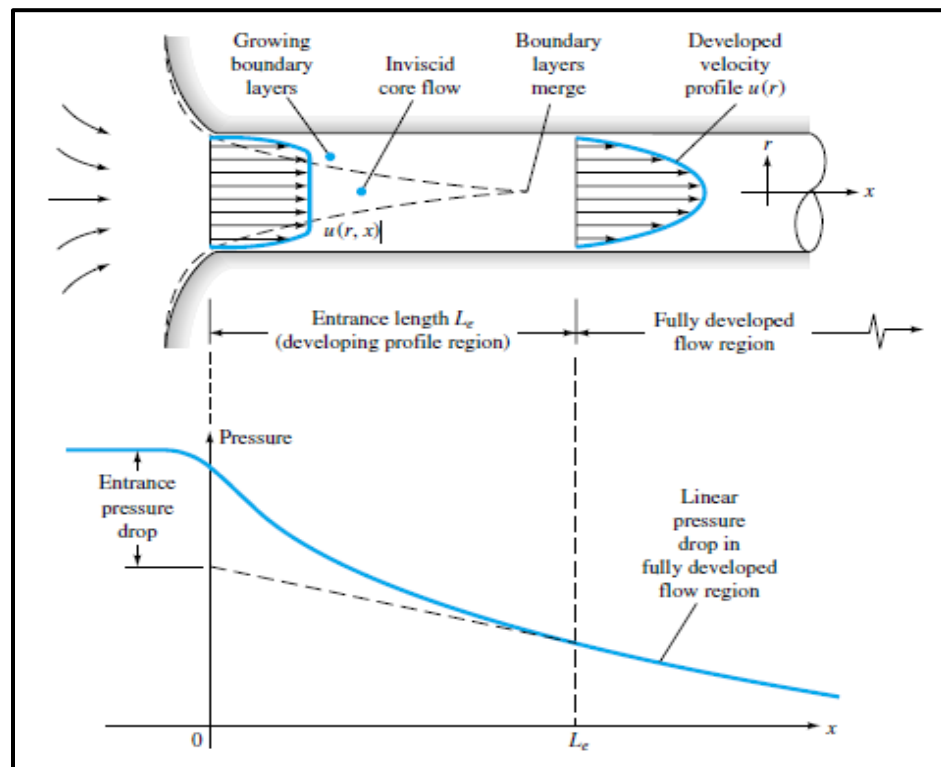 Growing
boundary
layers
Inviscid
core flow
Boundary
layers
merge
Developed
velocity
profile u(r)
r
x
u(r, x)
Entrance length Le
(developing profile region)
Fully developed
flow region
Pressure
Entrance
pressure
drop
Linear
pressure
drop in
fully developed
flow region
0
Le
x